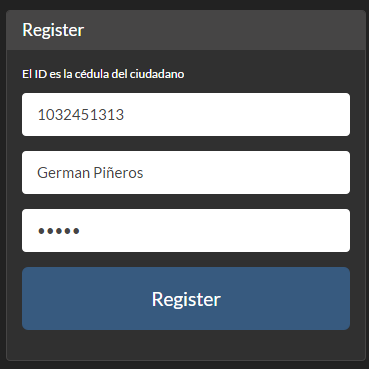 Register
El ID es la cédula del ciudadano
1032451313
German Piñeros
•••••
Register